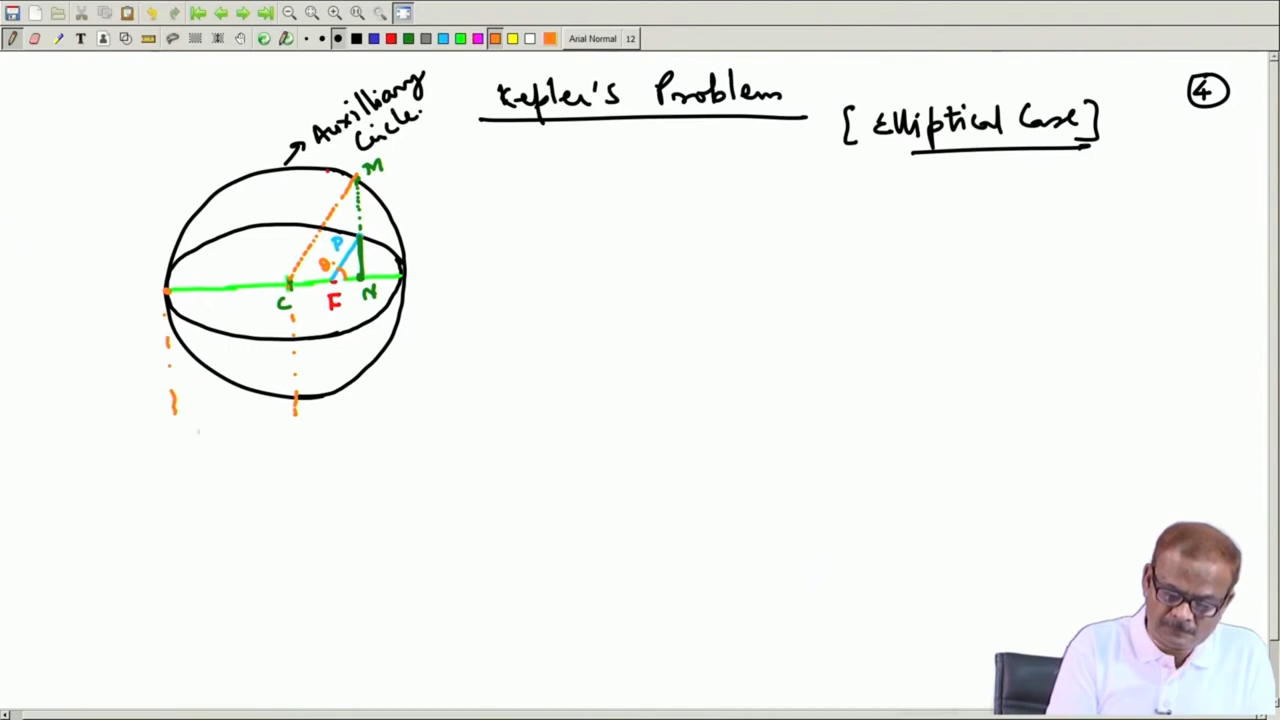 Arial Normal 12
Kepler's Problem
4
[Elliptical Case]
Auxilliary
Circle.
M
P
θ
C
F
N